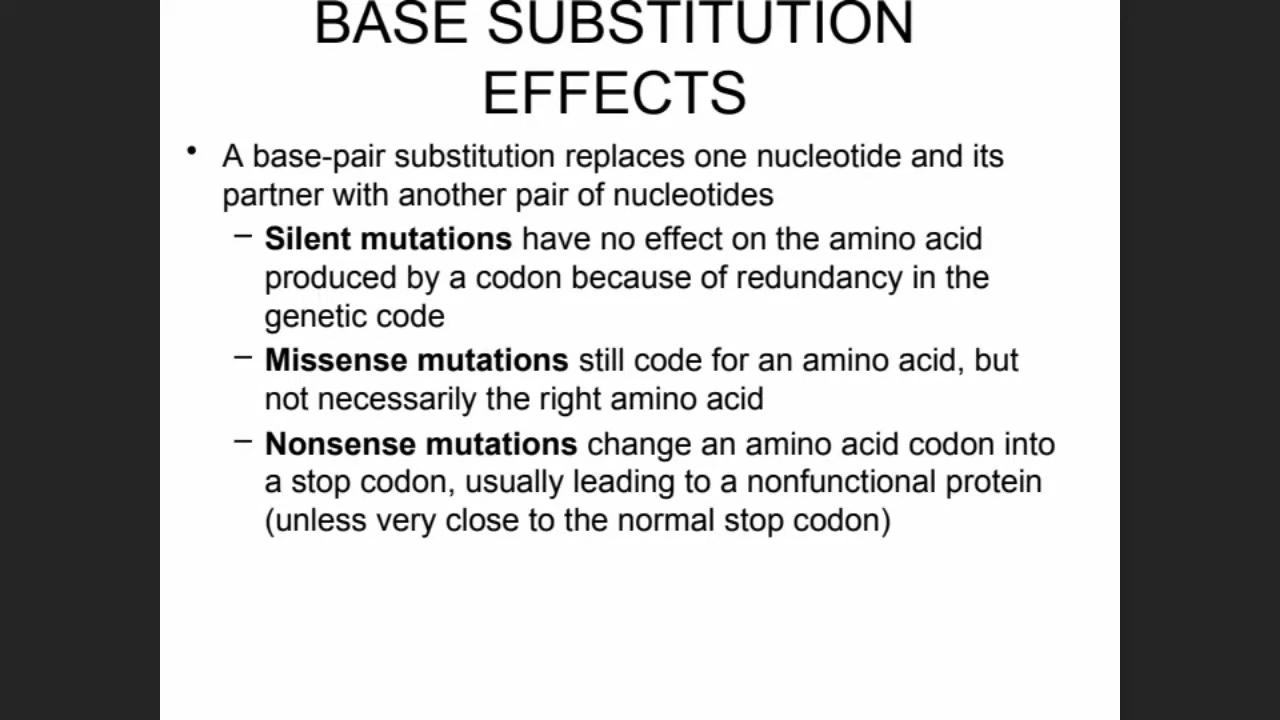 BASE SUBSTITUTION
EFFECTS
• A base-pair substitution replaces one nucleotide and its
partner with another pair of nucleotides
– Silent mutations have no effect on the amino acid
produced by a codon because of redundancy in the
genetic code
– Missense mutations still code for an amino acid, but
not necessarily the right amino acid
– Nonsense mutations change an amino acid codon into
a stop codon, usually leading to a nonfunctional protein
(unless very close to the normal stop codon)